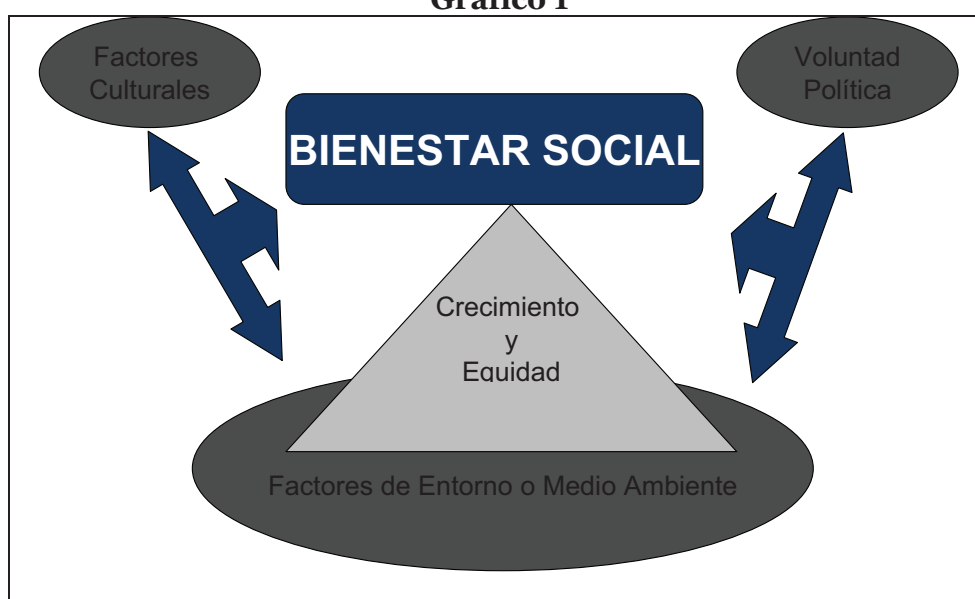 Gráfico 1
Factores
Culturales
Voluntad
Política
BIENESTAR SOCIAL
Crecimiento
y
Equidad
Factores de Entorno o Medio Ambiente